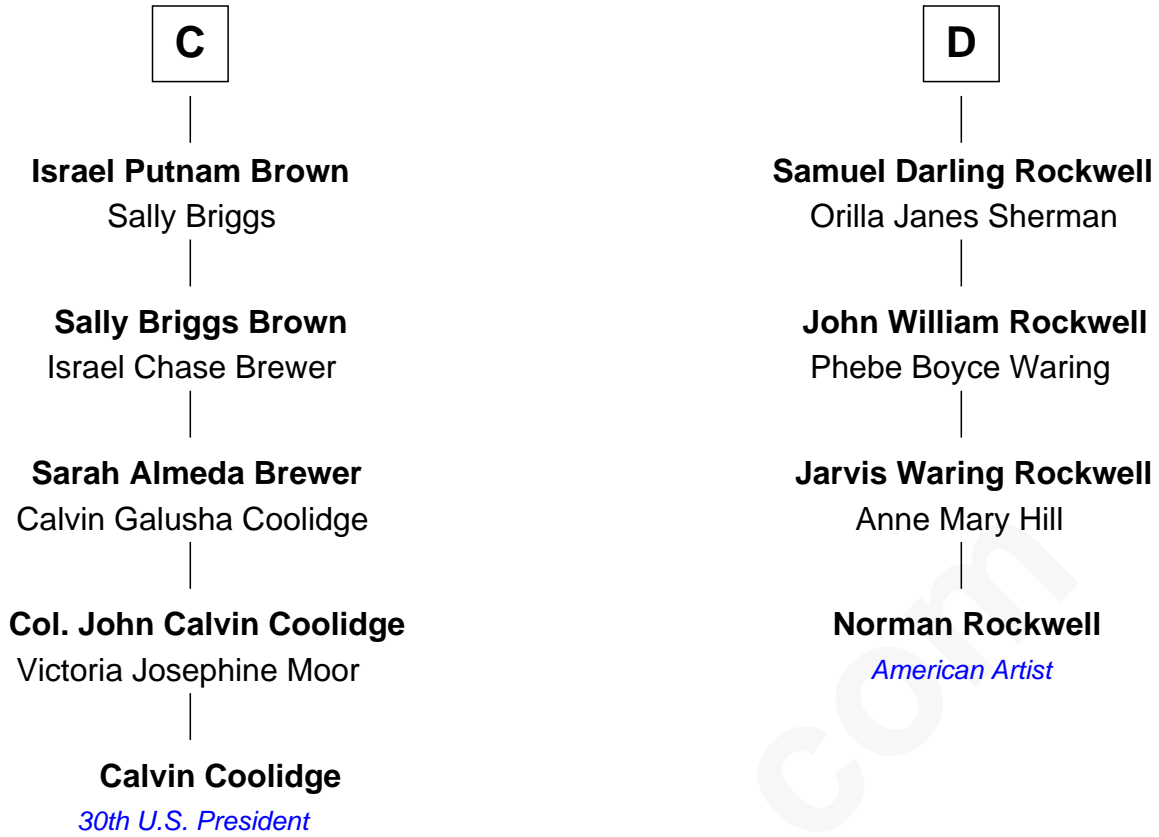 C
Israel Putnam Brown
Sally Briggs
Sally Briggs Brown
Israel Chase Brewer
Sarah Almeda Brewer
Calvin Galusha Coolidge
Col. John Calvin Coolidge
Victoria Josephine Moor
Calvin Coolidge
30th U.S. President
D
Samuel Darling Rockwell
Orilla Janes Sherman
John William Rockwell
Phebe Boyce Waring
Jarvis Waring Rockwell
Anne Mary Hill
Norman Rockwell
American Artist
com